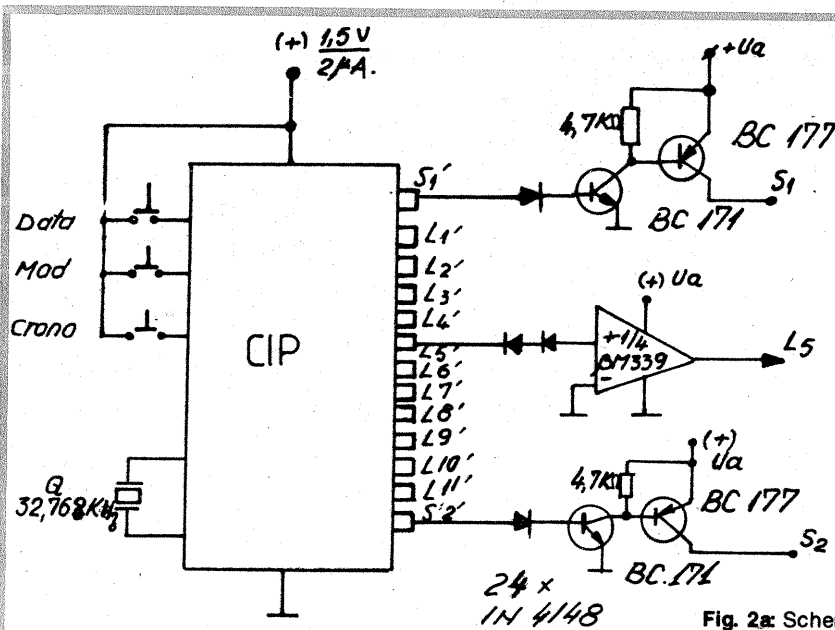 (+) 1,5 V
2µA.
+Ua
4,7KΩ
BC 177
S1'
S1
BC 171
Data
Mod
Crono
L1'
L2'
L3'
L4'
L5'
L6'
L7'
L8'
L9'
L10'
L11'
S'2'
CIP
(+) Ua
+1/4
βM339
-
L5
Q
32,768KHz
(+)
Ua
4,7KΩ
BC 177
S2
BC.171
24 x
1N 4148
Fig. 2a: Sche